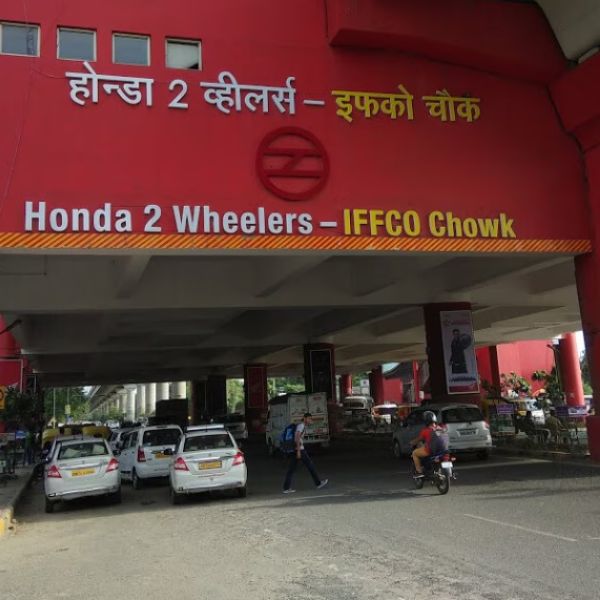 होन्डा 2 व्हीलर्स – इफको चौक
Honda 2 Wheelers – IFFCO Chowk